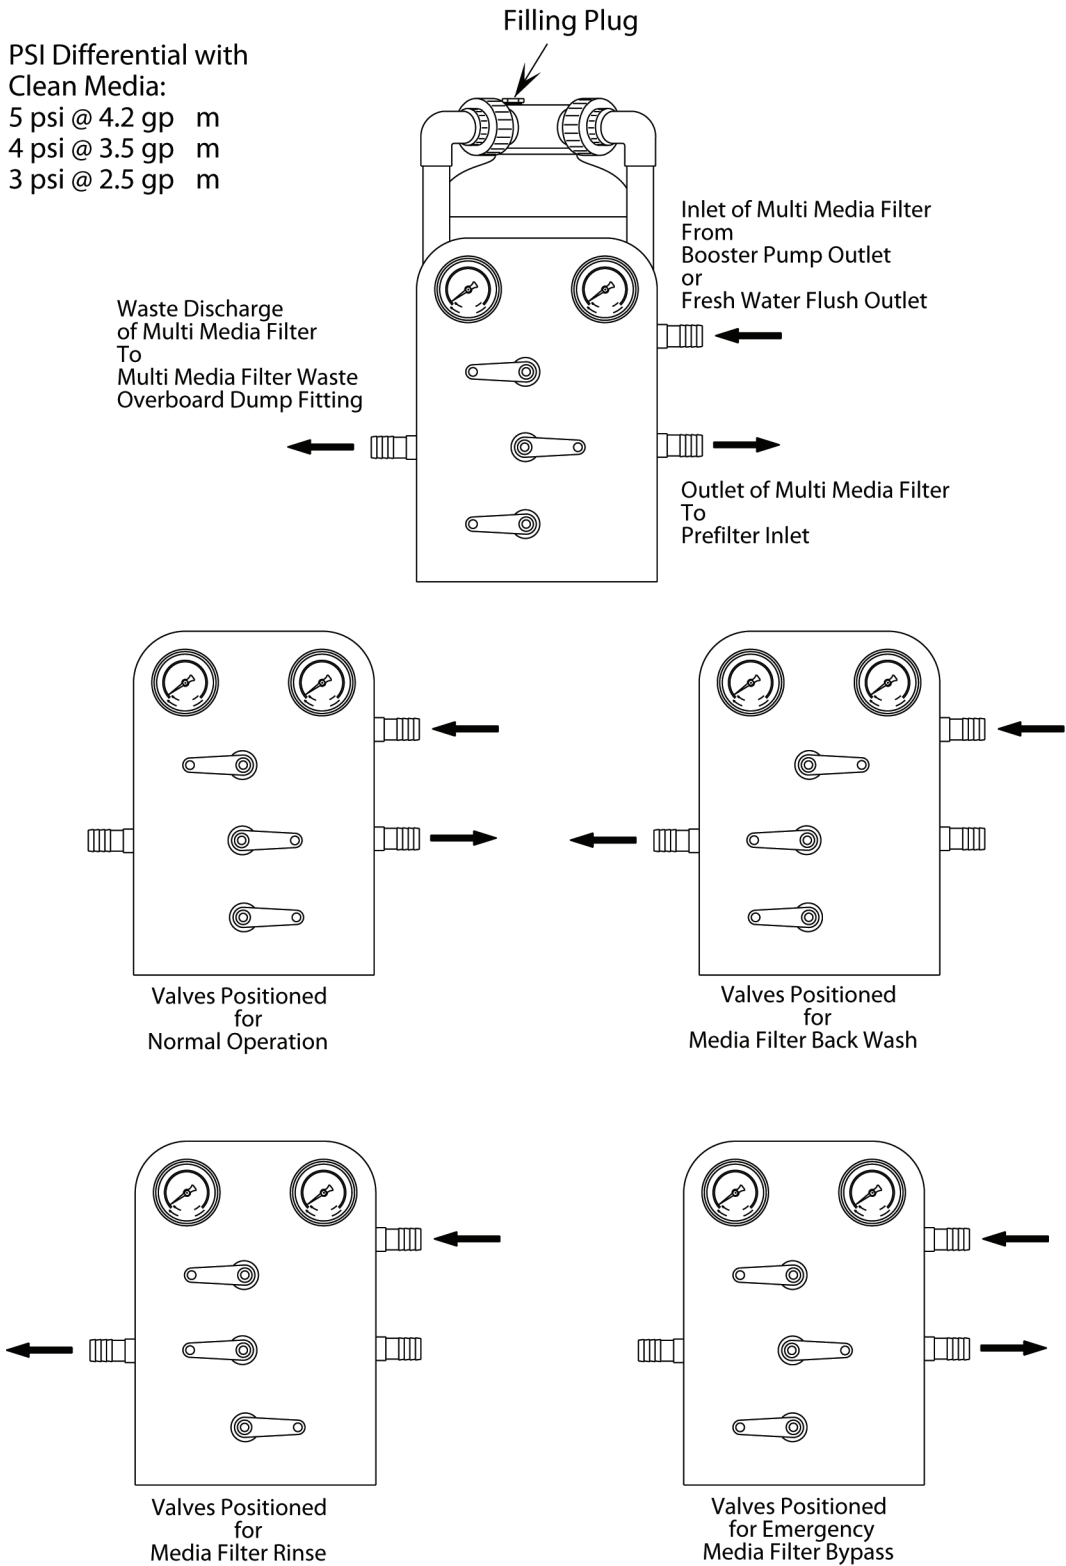 Filling Plug
PSI Differential with
Clean Media:
5 psi @ 4.2 gp m
4 psi @ 3.5 gp m
3 psi @ 2.5 gp m
Inlet of Multi Media Filter
From
Booster Pump Outlet
or
Fresh Water Flush Outlet
Waste Discharge
of Multi Media Filter
To
Multi Media Filter Waste
Overboard Dump Fitting
Outlet of Multi Media Filter
To
Prefilter Inlet
Valves Positioned
for
Normal Operation
Valves Positioned
for
Media Filter Back Wash
Valves Positioned
for
Media Filter Rinse
Valves Positioned
for Emergency
Media Filter Bypass